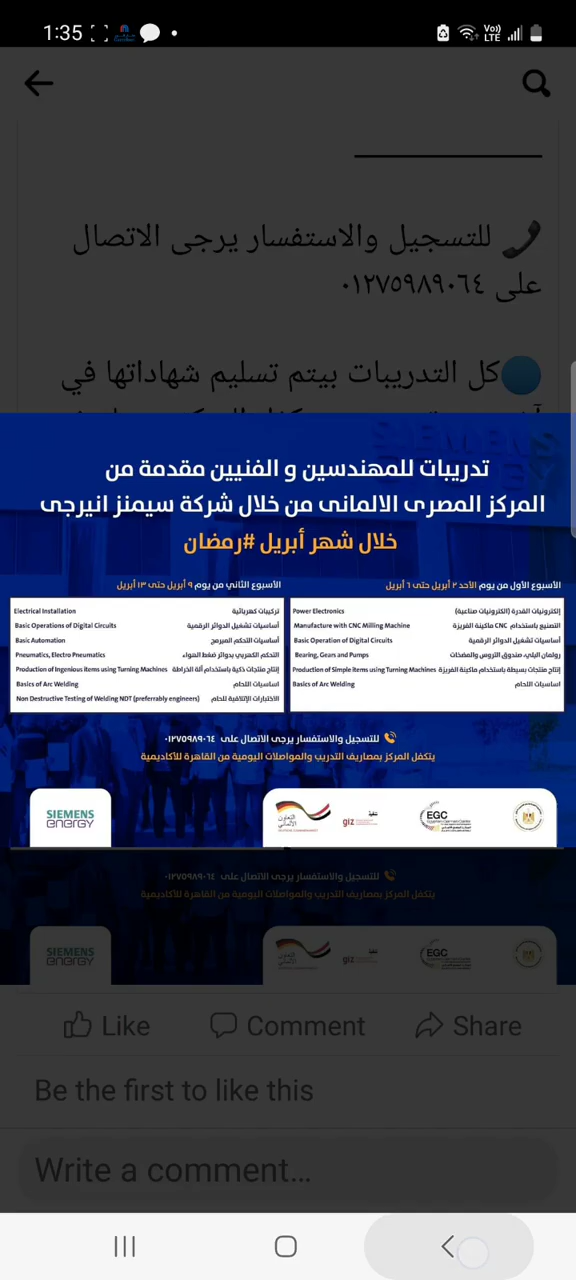 1:35
Vo)) LTE
للتسجيل والاستفسار يرجى الاتصال
على ٠١٢٧٥٩٨٩٠٦٤
كل التدريبات بيتم تسليم شهاداتها في
تدريبات للمهندسين و الفنيين مقدمة من
المركز المصرى الالمانى من خلال شركة سيمنز انيرجى
خلال شهر أبريل #رمضان
الأسبوع الأول من يوم الأحد ٢ أبريل حتى ٦ أبريل
Power Electronics إلكترونيات القدرة (الكترونيات صناعية)
Manufacture with CNC Milling Machine التصنيع باستخدام CNC ماكينة الفريزة
Basic Operation of Digital Circuits أساسيات تشغيل الدوائر الرقمية
Bearing, Gears and Pumps رولمان البلي، صندوق التروس والمضخات
Production of Simple items using Turning Machines إنتاج منتجات بسيطة باستخدام ماكينة الفريزة
Basics of Arc Welding اساسيات اللحام
الأسبوع الثاني من يوم ٩ أبريل حتى ١٣ أبريل
Electrical Installation تركيبات كهربائية
Basic Operations of Digital Circuits أساسيات تشغيل الدوائر الرقمية
Basic Automation أساسيات التحكم المبرمج
Pneumatics, Electro Pneumatics التحكم الكهربي بدوائر ضغط الهواء
Production of Ingenious items using Turning Machines إنتاج منتجات ذكية باستخدام آلة الخراطة
Basics of Arc Welding اساسيات اللحام
Non Destructive Testing of Welding NDT (preferrably engineers) الاختبارات الإتلافية للحام
للتسجيل والاستفسار يرجى الاتصال على ٠١٢٧٥٩٨٩٠٦٤
يتكفل المركز بمصاريف التدريب والمواصلات اليومية من القاهرة للأكاديمية
SIEMENS
energy
التعاون
الألماني
giz
EGC
للتسجيل والاستفسار يرجى الاتصال على ٠١٢٧٥٩٨٩٠٦٤
يتكفل المركز بمصاريف التدريب والمواصلات اليومية من القاهرة للأكاديمية
SIEMENS
energy
giz
EGC
Like Comment Share
Be the first to like this
Write a comment...